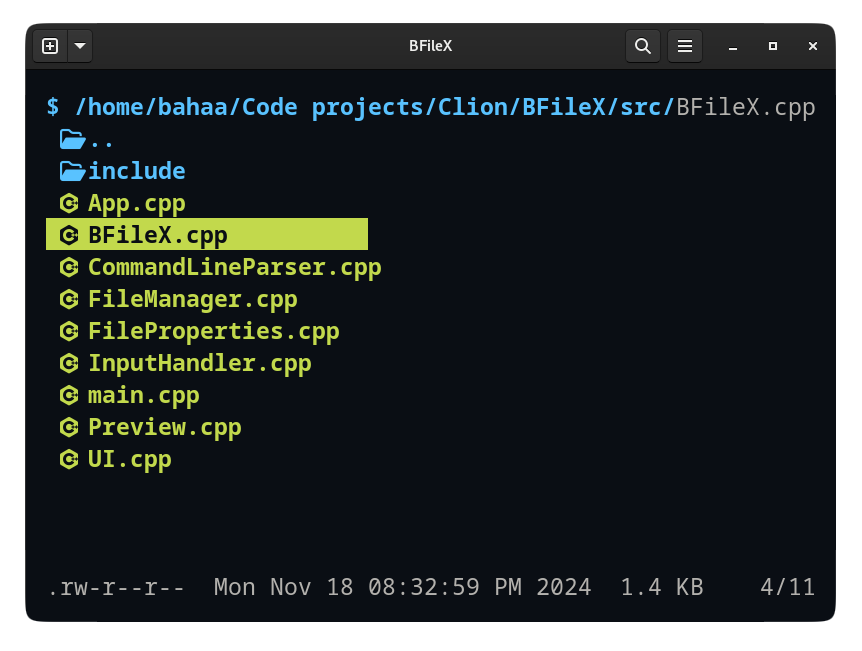 BFileX
$ /home/bahaa/Code projects/Clion/BFileX/src/BFileX.cpp
..
include
App.cpp
BFileX.cpp
CommandLineParser.cpp
FileManager.cpp
FileProperties.cpp
InputHandler.cpp
main.cpp
Preview.cpp
UI.cpp
.rw-r--r-- Mon Nov 18 08:32:59 PM 2024 1.4 KB 4/11